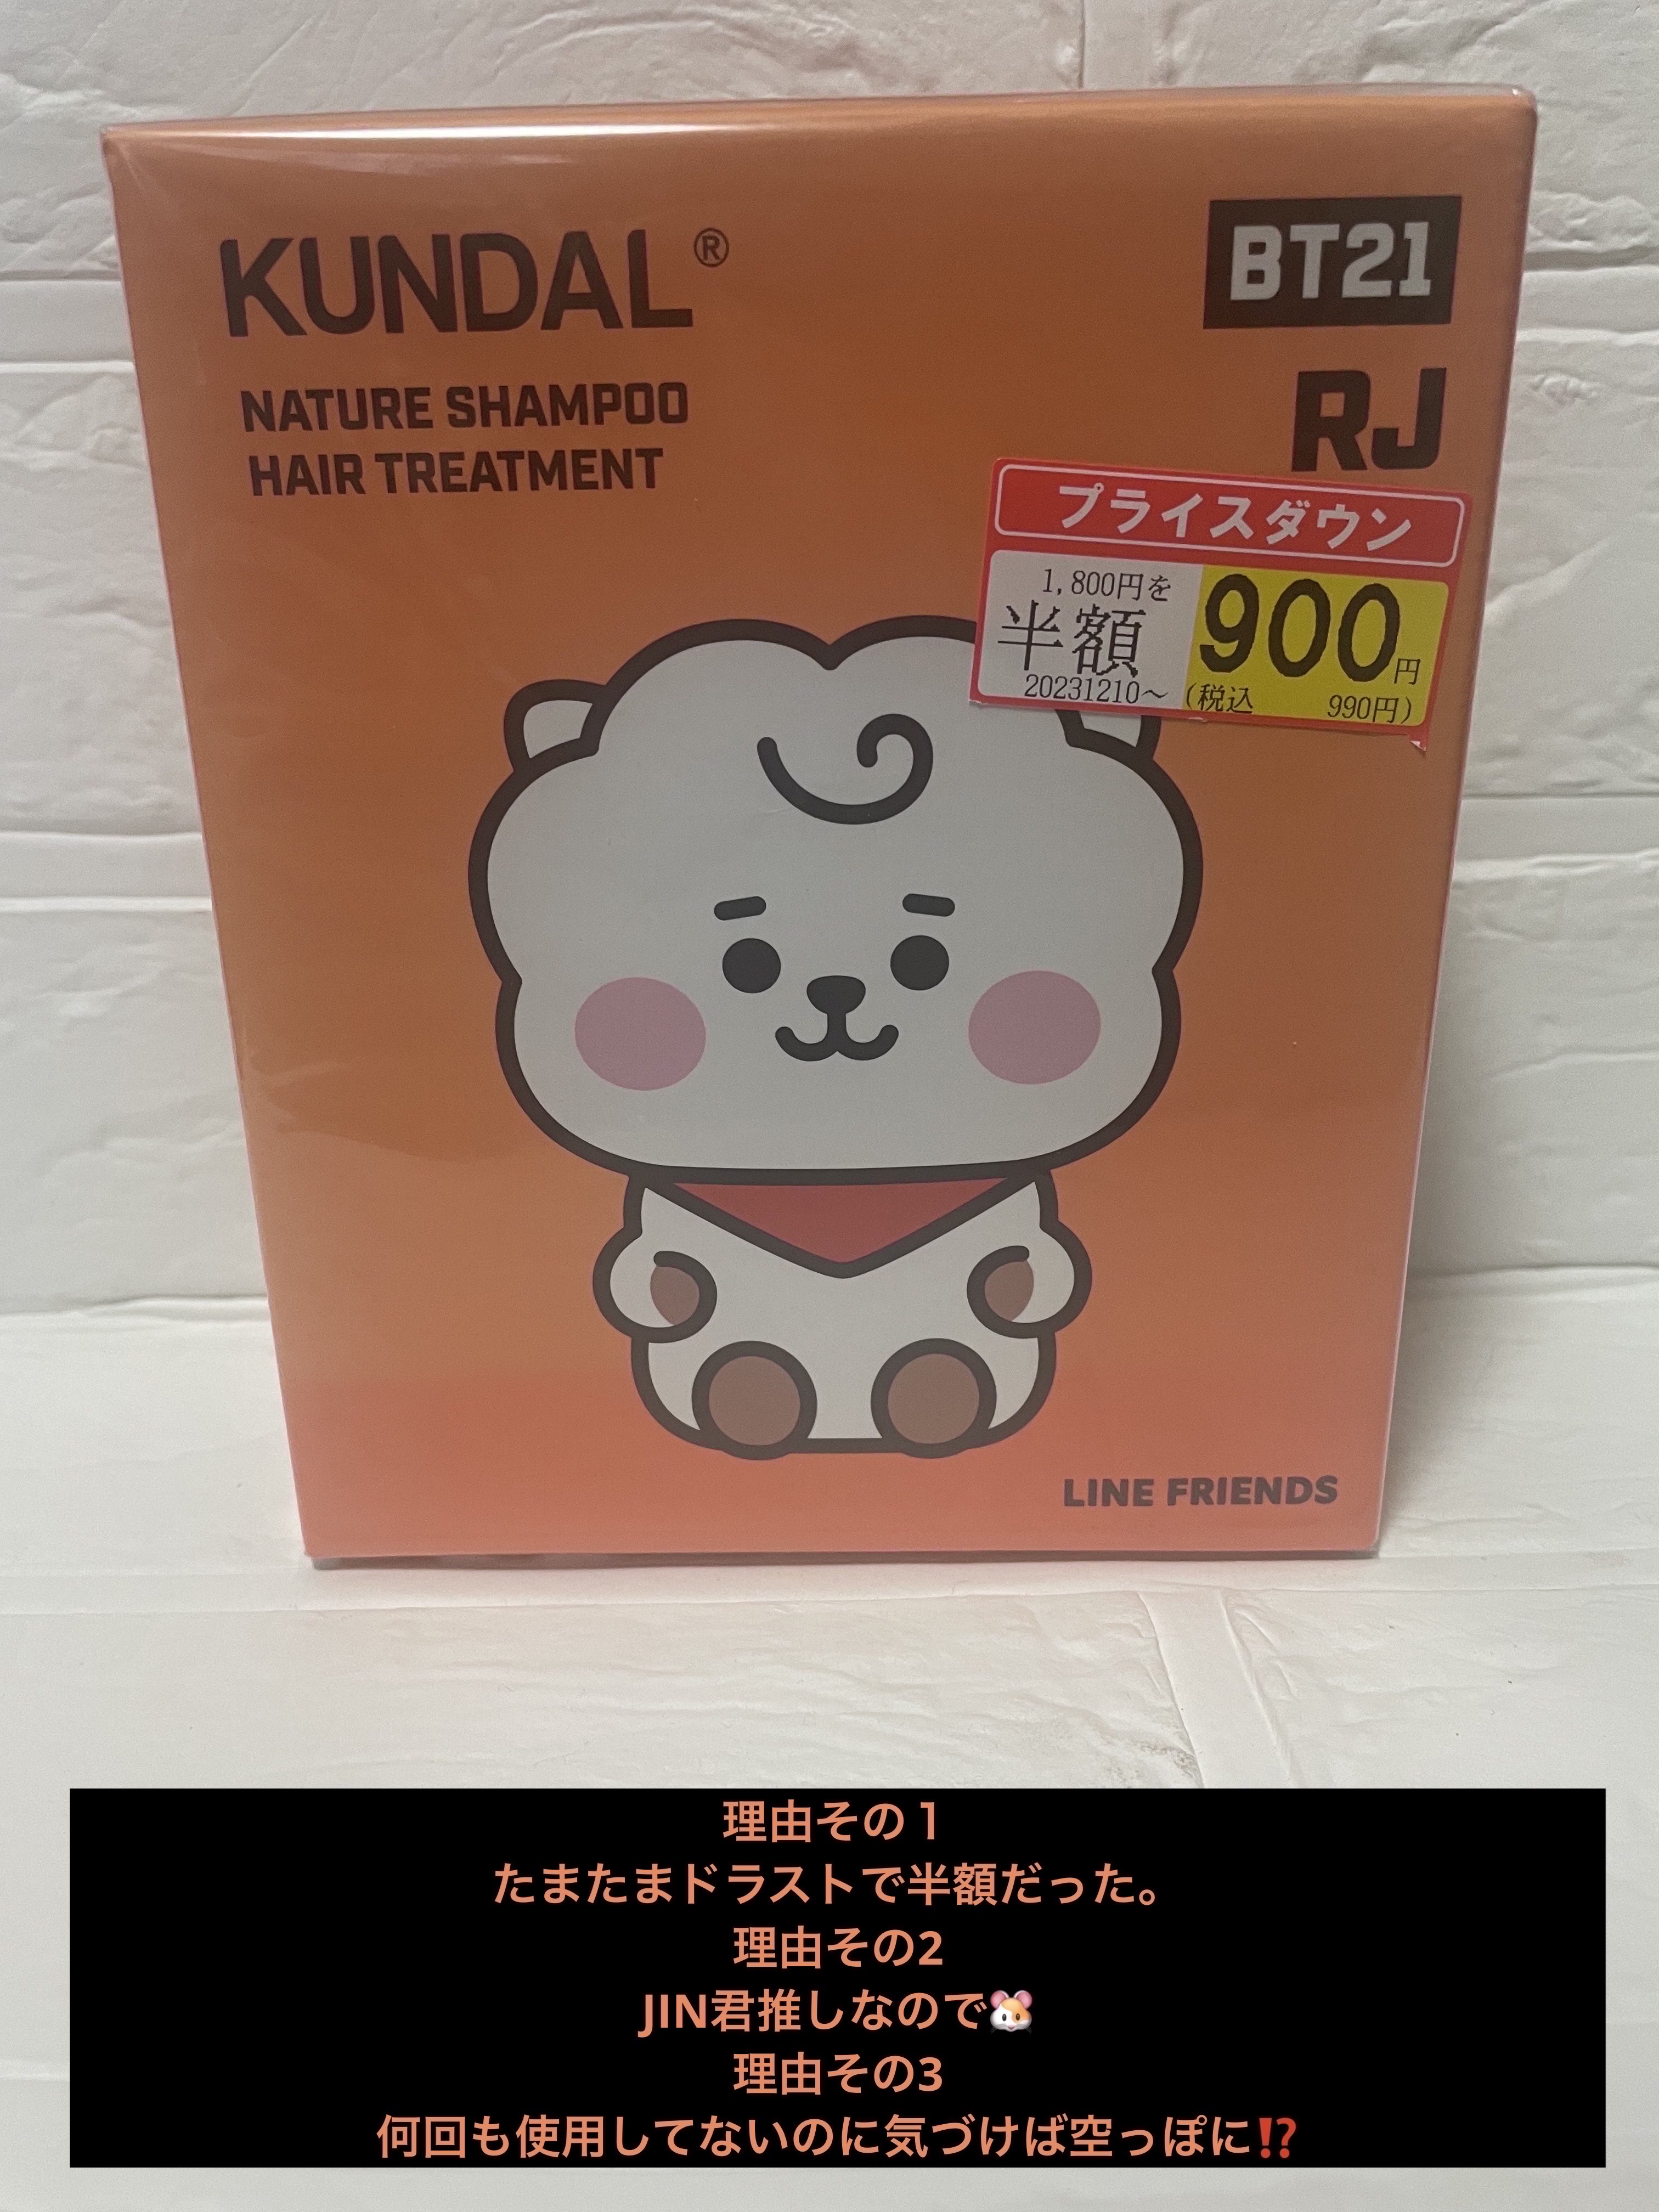 KUNDAL®
NATURE SHAMPOO
HAIR TREATMENT
BT21
RJ
プライスダウン
1,800円を
半額
20231210～
900円
(税込 990円)
LINE FRIENDS
理由その１
たまたまドラストで半額だった。
理由その2
JIN君推しなので🐹
理由その3
何回も使用してないのに気づけば空っぽに⁉️